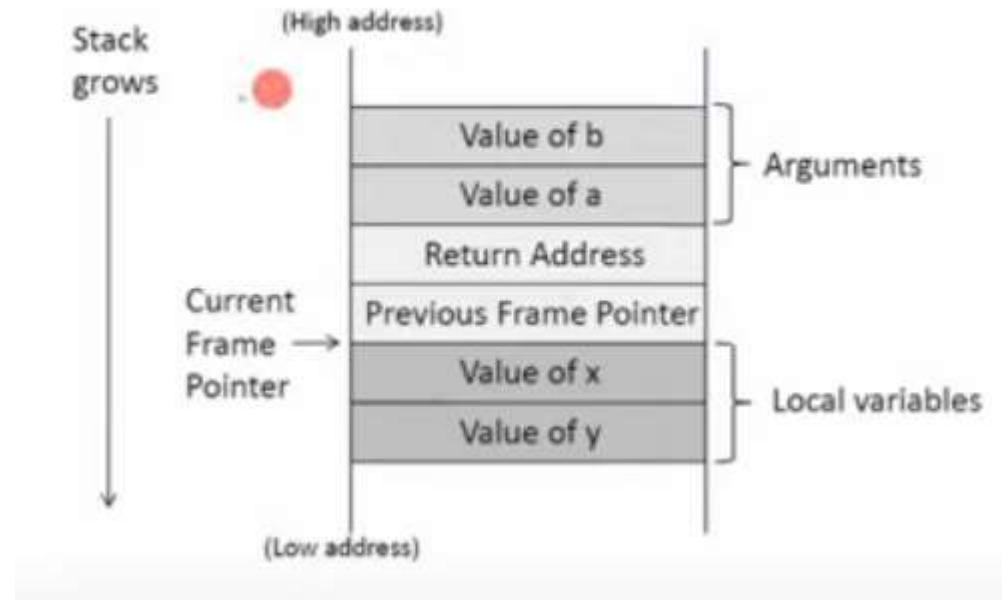 (High address)
Stack
grows
Value of b
Value of a
Arguments
Return Address
Previous Frame Pointer
Current
Frame
Pointer
Value of x
Value of y
Local variables
(Low address)